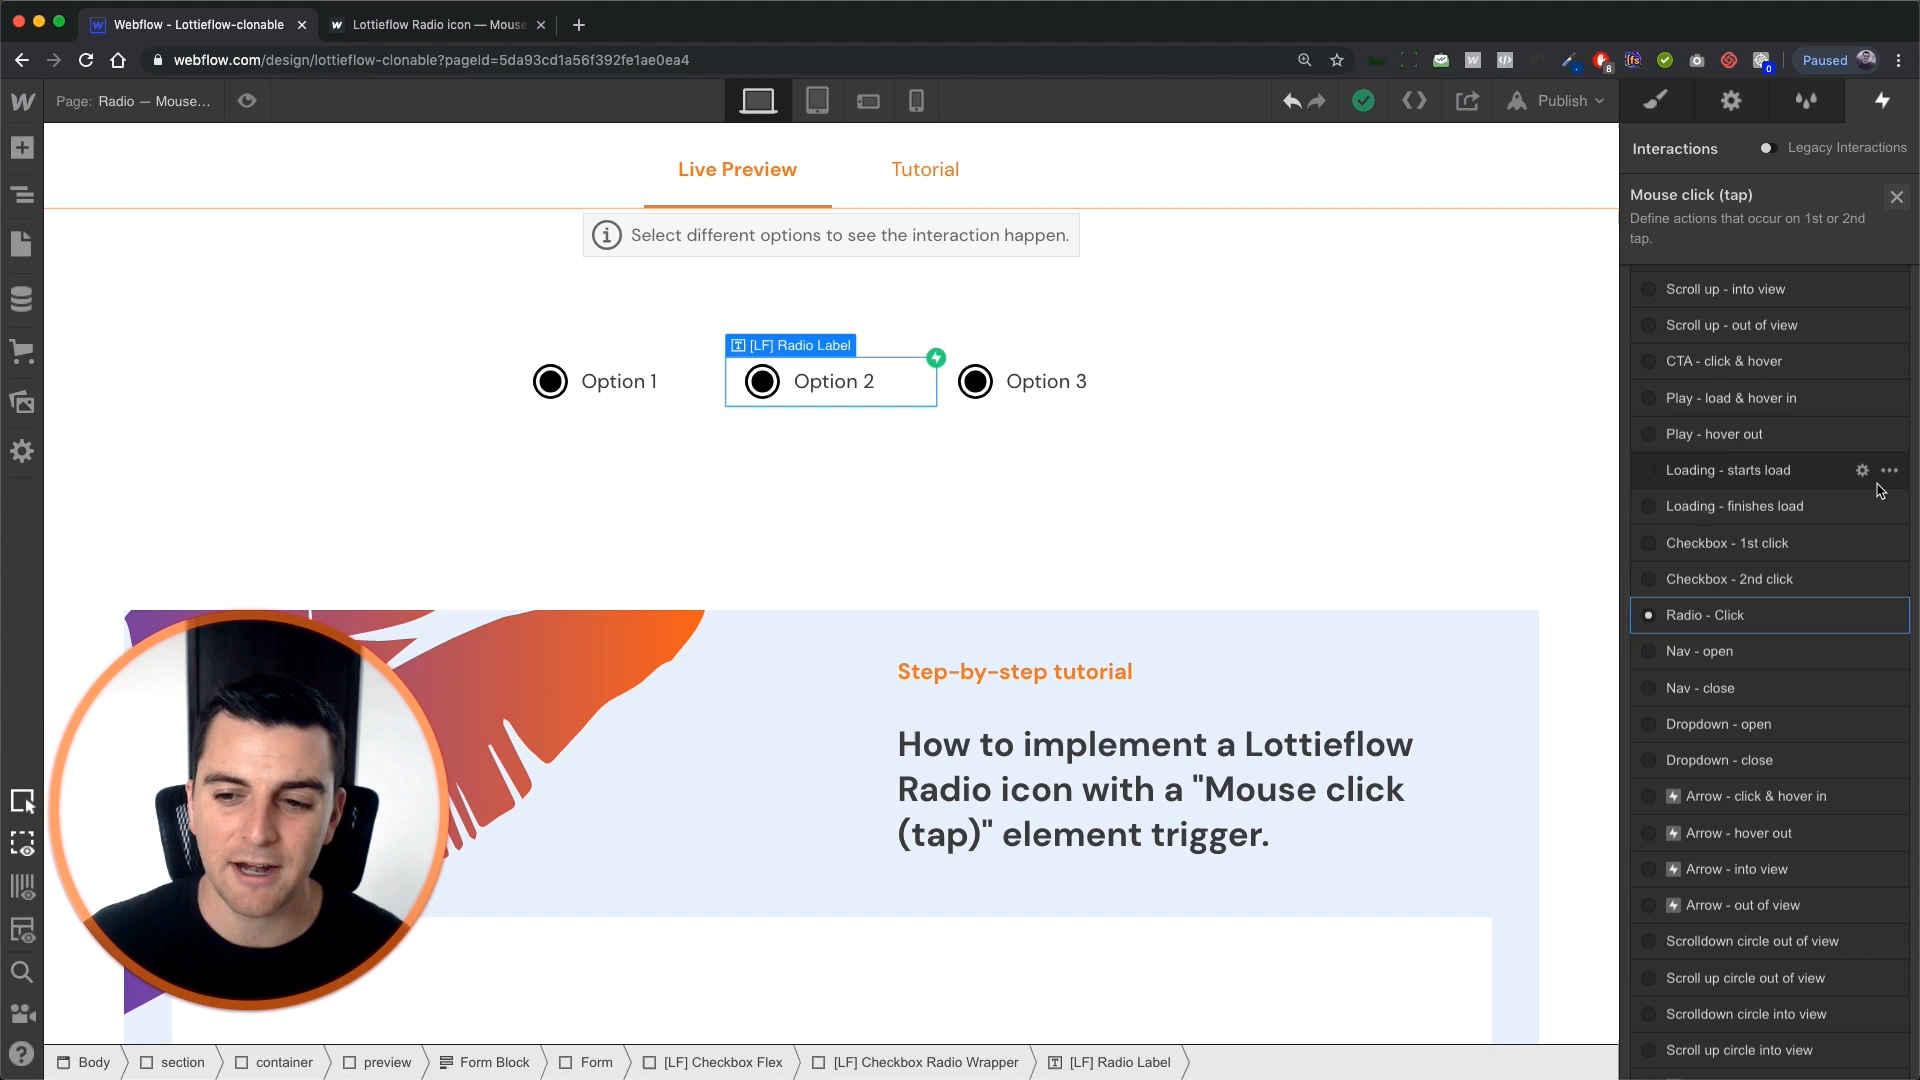 Webflow - Lottieflow-clonable
Lottieflow Radio icon — Mouse
webflow.com/design/lottieflow-clonable?pageId=5da93cd1a56f392fe1ae0ea4
8
0
Paused
Page: Radio — Mouse...
Publish
Live Preview
Tutorial
Select different options to see the interaction happen.
[LF] Radio Label
Option 1
Option 2
Option 3
Step-by-step tutorial
How to implement a Lottieflow
Radio icon with a "Mouse click
(tap)" element trigger.
Interactions
Legacy Interactions
Mouse click (tap)
Define actions that occur on 1st or 2nd
tap.
Scroll up - into view
Scroll up - out of view
CTA - click & hover
Play - load & hover in
Play - hover out
Loading - starts load
Loading - finishes load
Checkbox - 1st click
Checkbox - 2nd click
Radio - Click
Nav - open
Nav - close
Dropdown - open
Dropdown - close
Arrow - click & hover in
Arrow - hover out
Arrow - into view
Arrow - out of view
Scrolldown circle out of view
Scroll up circle out of view
Scrolldown circle into view
Scroll up circle into view
Body
section
container
preview
Form Block
Form
[LF] Checkbox Flex
[LF] Checkbox Radio Wrapper
[LF] Radio Label